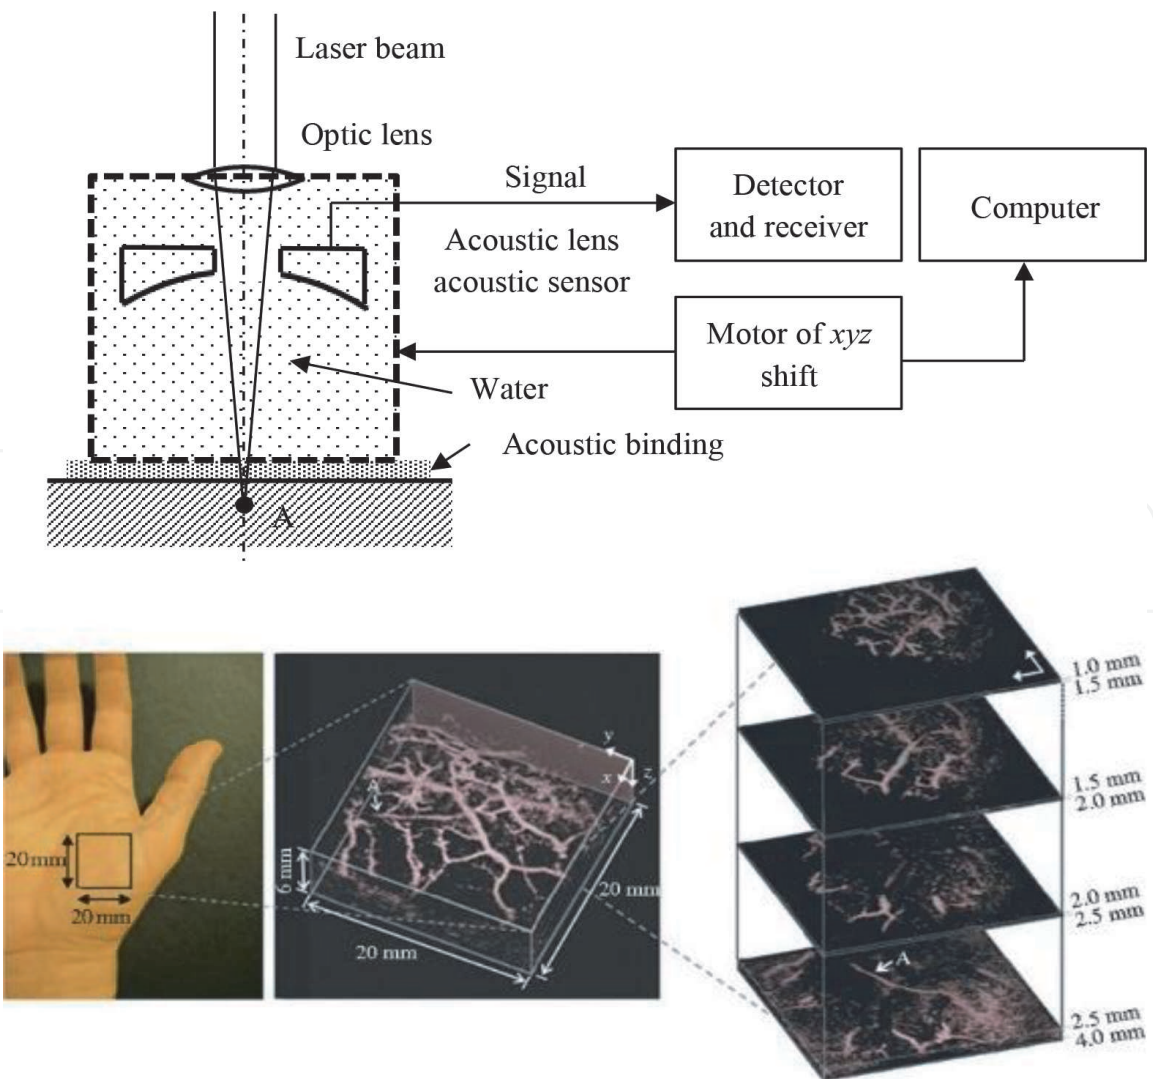 Laser beam
Optic lens
Signal
Detector
and receiver
Computer
Acoustic lens
acoustic sensor
Motor of xyz
shift
Water
Acoustic binding
A
20 mm
20 mm
y
x
z
A
6 mm
20 mm
20 mm
1.0 mm
1.5 mm
1.5 mm
2.0 mm
2.0 mm
2.5 mm
A
2.5 mm
4.0 mm